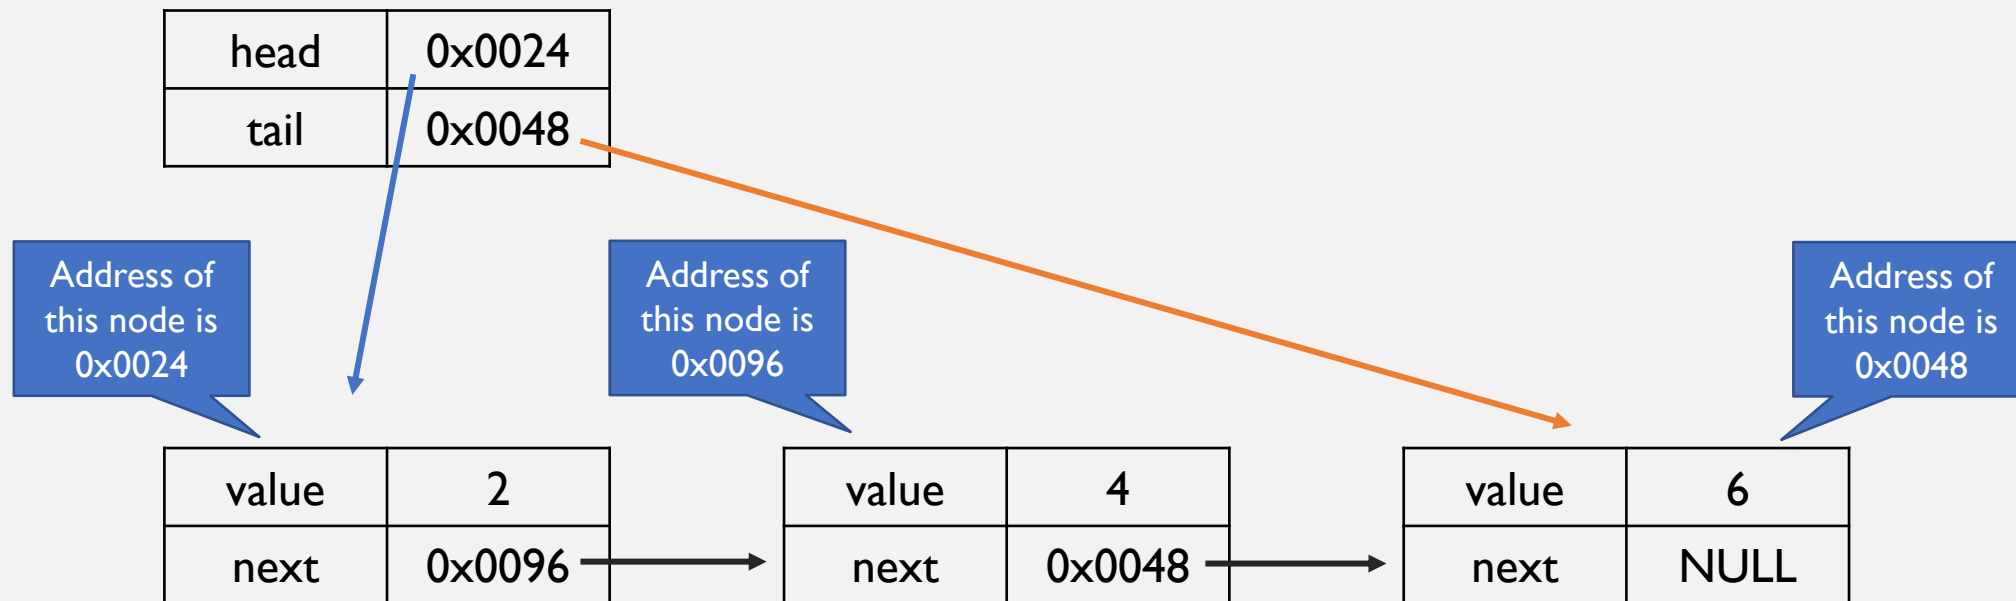 head 0x0024
tail 0x0048
Address of
this node is
0x0024
Address of
this node is
0x0096
Address of
this node is
0x0048
value 2
next 0x0096
value 4
next 0x0048
value 6
next NULL